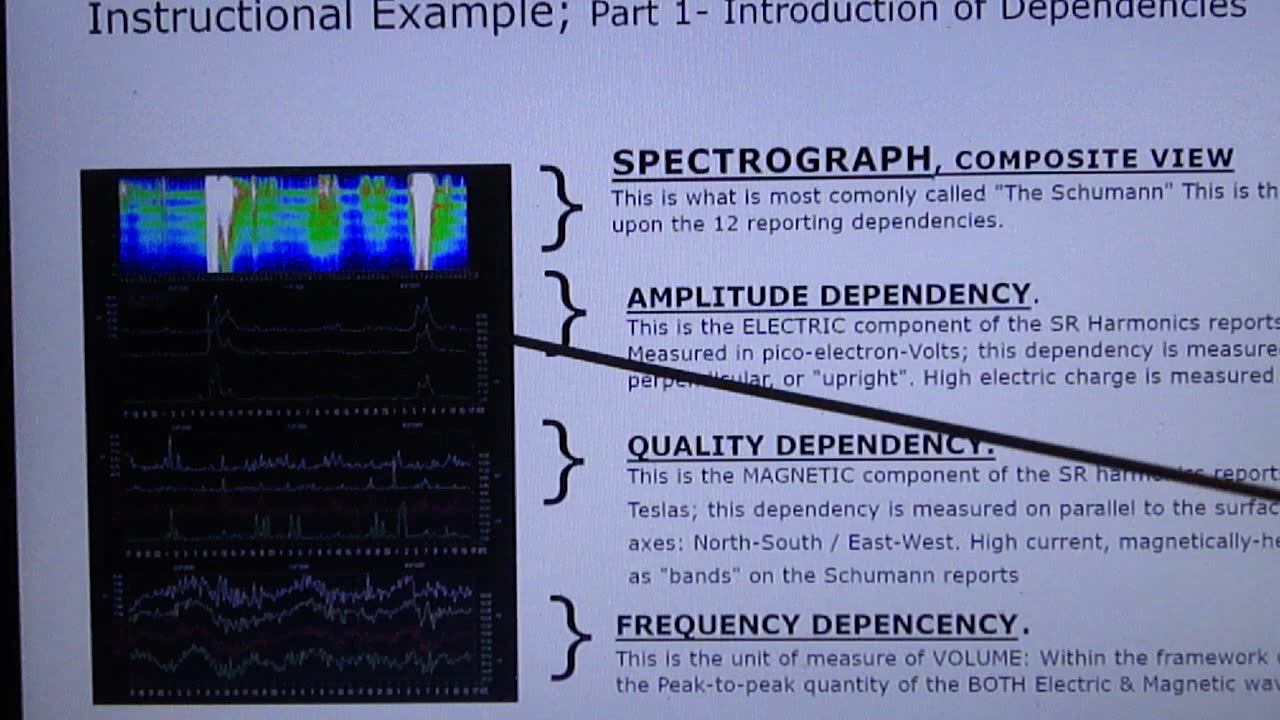 Instructional Example; Part 1- Introduction of Dependencies
SPECTROGRAPH, COMPOSITE VIEW
This is what is most comonly called "The Schumann" This is th
upon the 12 reporting dependencies.
AMPLITUDE DEPENDENCY.
This is the ELECTRIC component of the SR Harmonics reports
Measured in pico-electron-Volts; this dependency is measure
perpendicular, or "upright". High electric charge is measured
QUALITY DEPENDENCY.
This is the MAGNETIC component of the SR harmonics report
Teslas; this dependency is measured on parallel to the surfac
axes: North-South / East-West. High current, magnetically-he
as "bands" on the Schumann reports
FREQUENCY DEPENCENCY.
This is the unit of measure of VOLUME: Within the framework
the Peak-to-peak quantity of the BOTH Electric & Magnetic wav